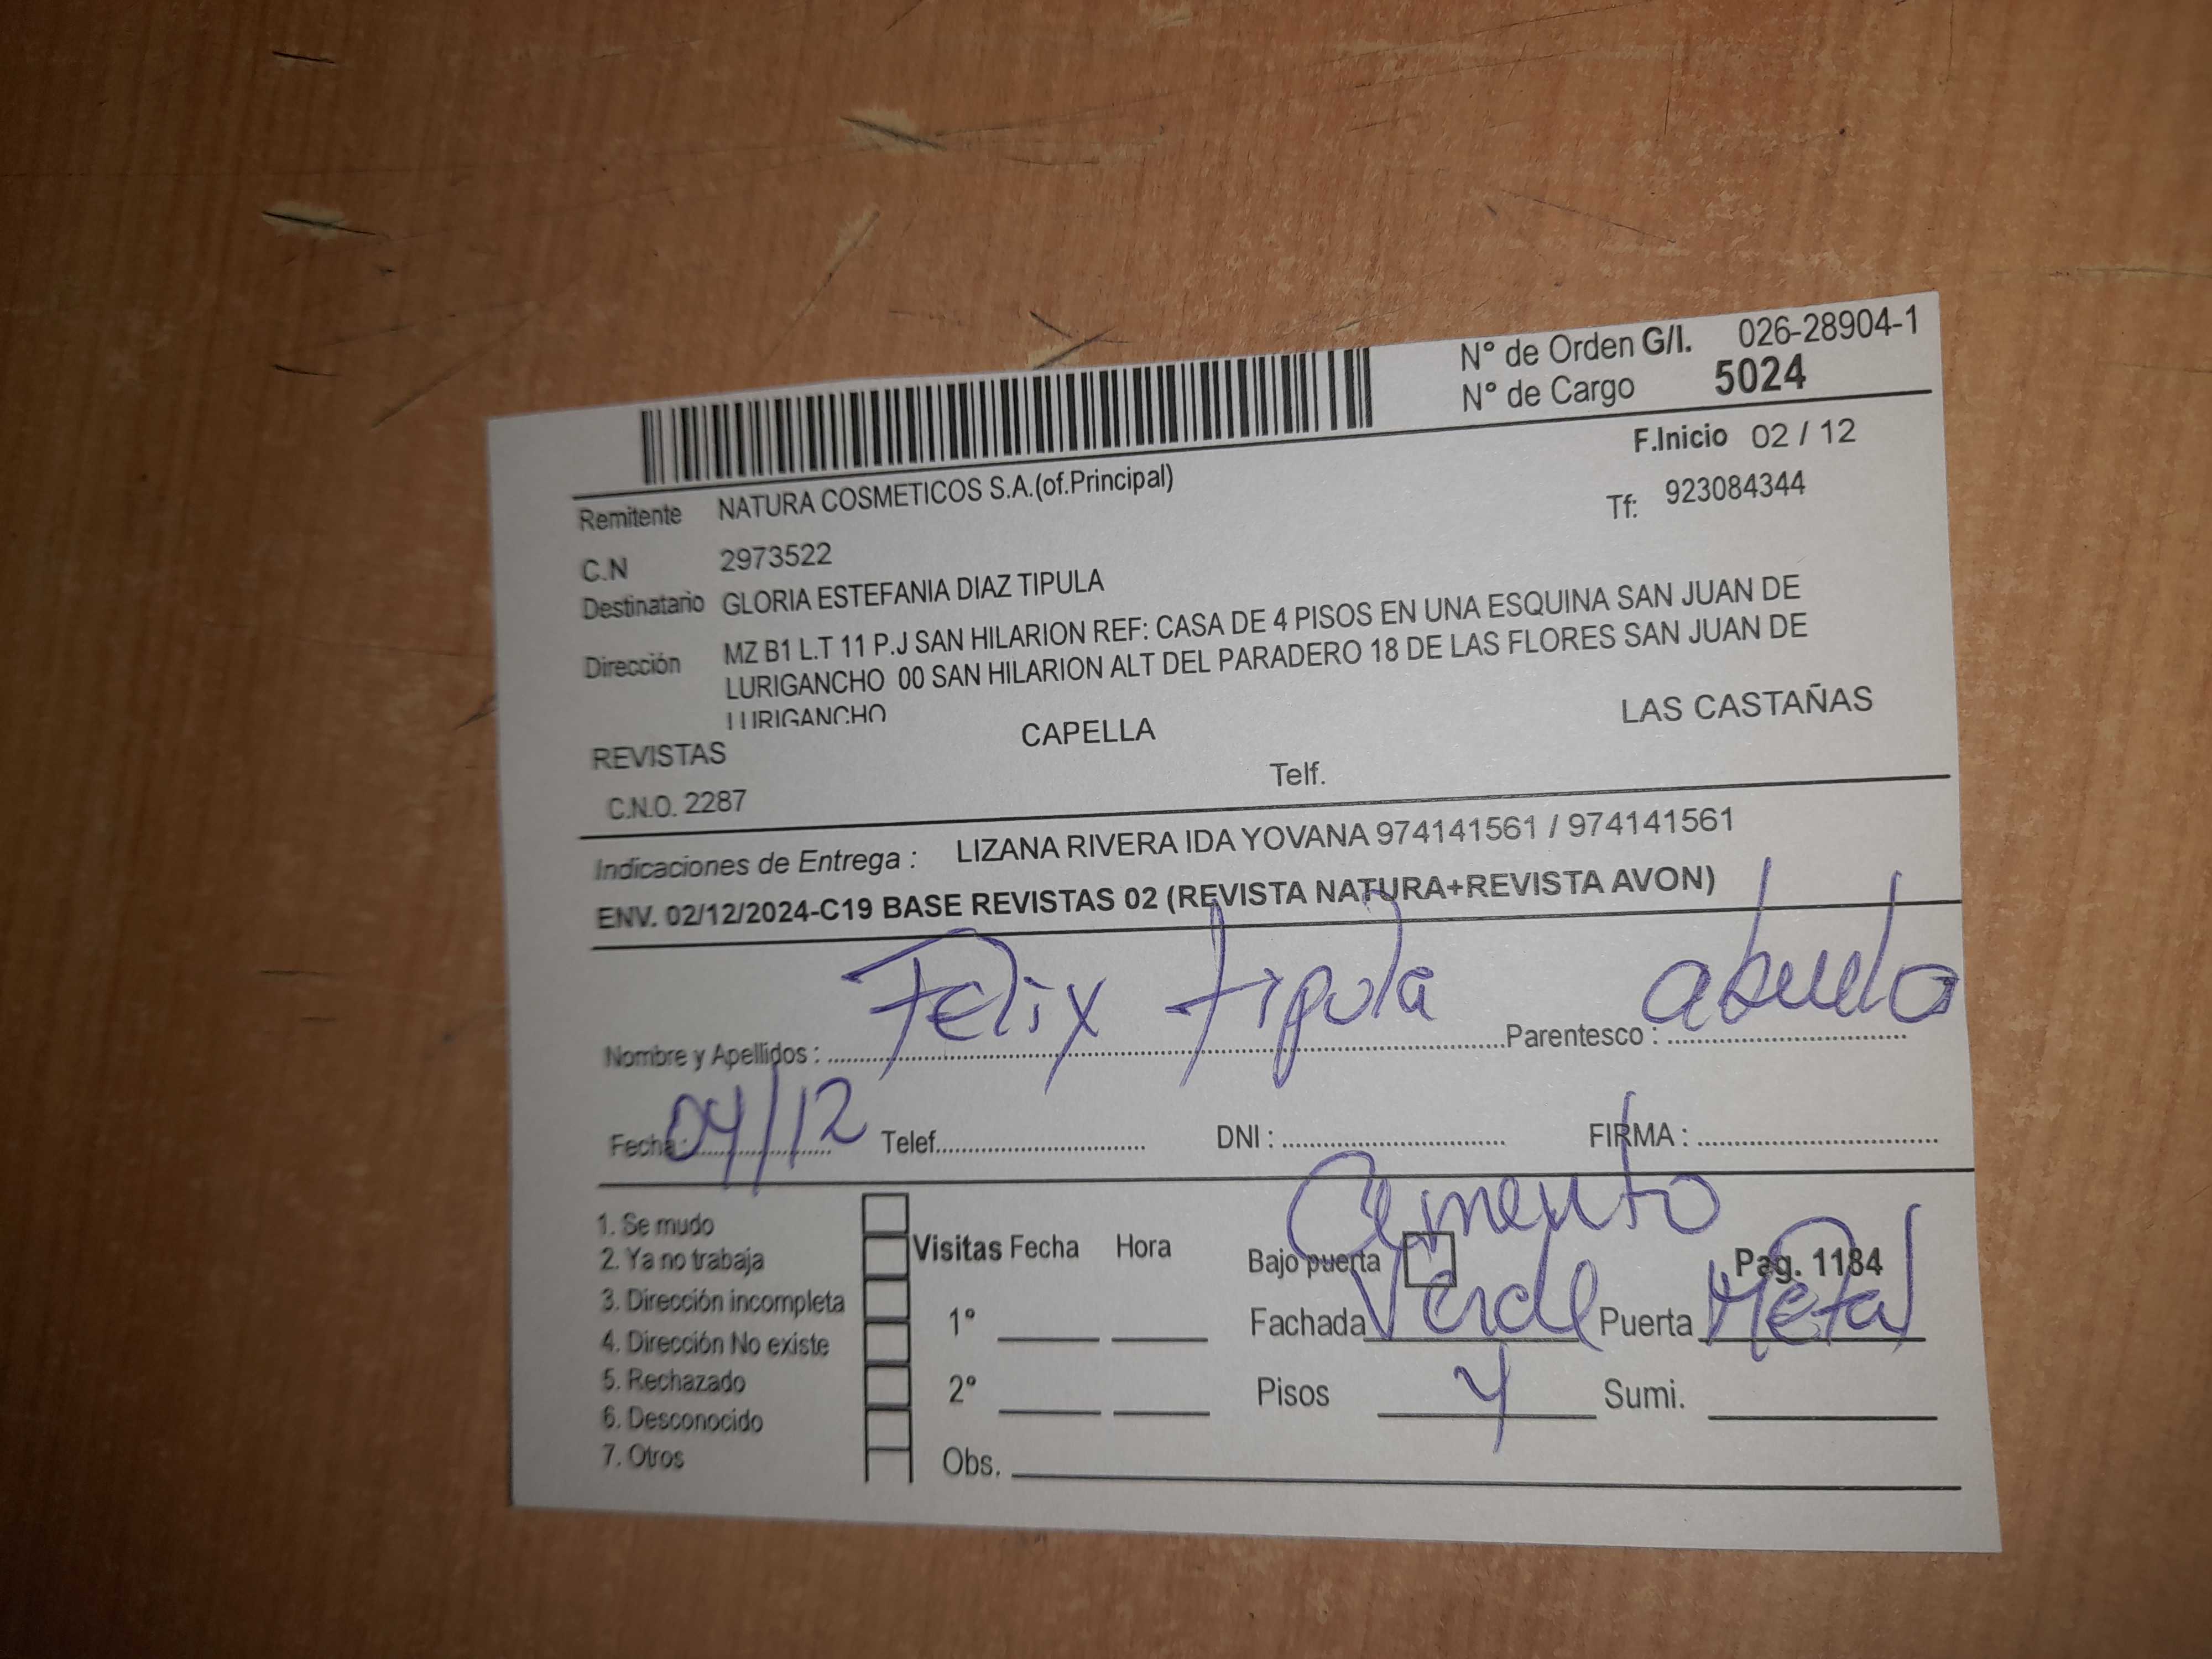 N° de Orden G/I. 026-28904-1
N° de Cargo 5024
F.Inicio 02 / 12
Remitente NATURA COSMETICOS S.A.(of.Principal)
Tf: 923084344
C.N 2973522
Destinatario GLORIA ESTEFANIA DIAZ TIPULA
Dirección MZ B1 L.T 11 P.J SAN HILARION REF: CASA DE 4 PISOS EN UNA ESQUINA SAN JUAN DE
LURIGANCHO 00 SAN HILARION ALT DEL PARADERO 18 DE LAS FLORES SAN JUAN DE
LURIGANCHO
REVISTAS CAPELLA LAS CASTAÑAS
C.N.O. 2287 Telf.
Indicaciones de Entrega : LIZANA RIVERA IDA YOVANA 974141561 / 974141561
ENV. 02/12/2024-C19 BASE REVISTAS 02 (REVISTA NATURA+REVISTA AVON)
Nombre y Apellidos : Felix tipula Parentesco : abuelo
Fecha : 04/12 Telef. DNI : FIRMA :
Cemento
1. Se mudo
2. Ya no trabaja
3. Dirección incompleta
4. Dirección No existe
5. Rechazado
6. Desconocido
7. Otros
Visitas Fecha Hora
1°
2°
Obs.
Bajo puerta Pag. 1184
Fachada Verde Puerta Metal
Pisos 4 Sumi.